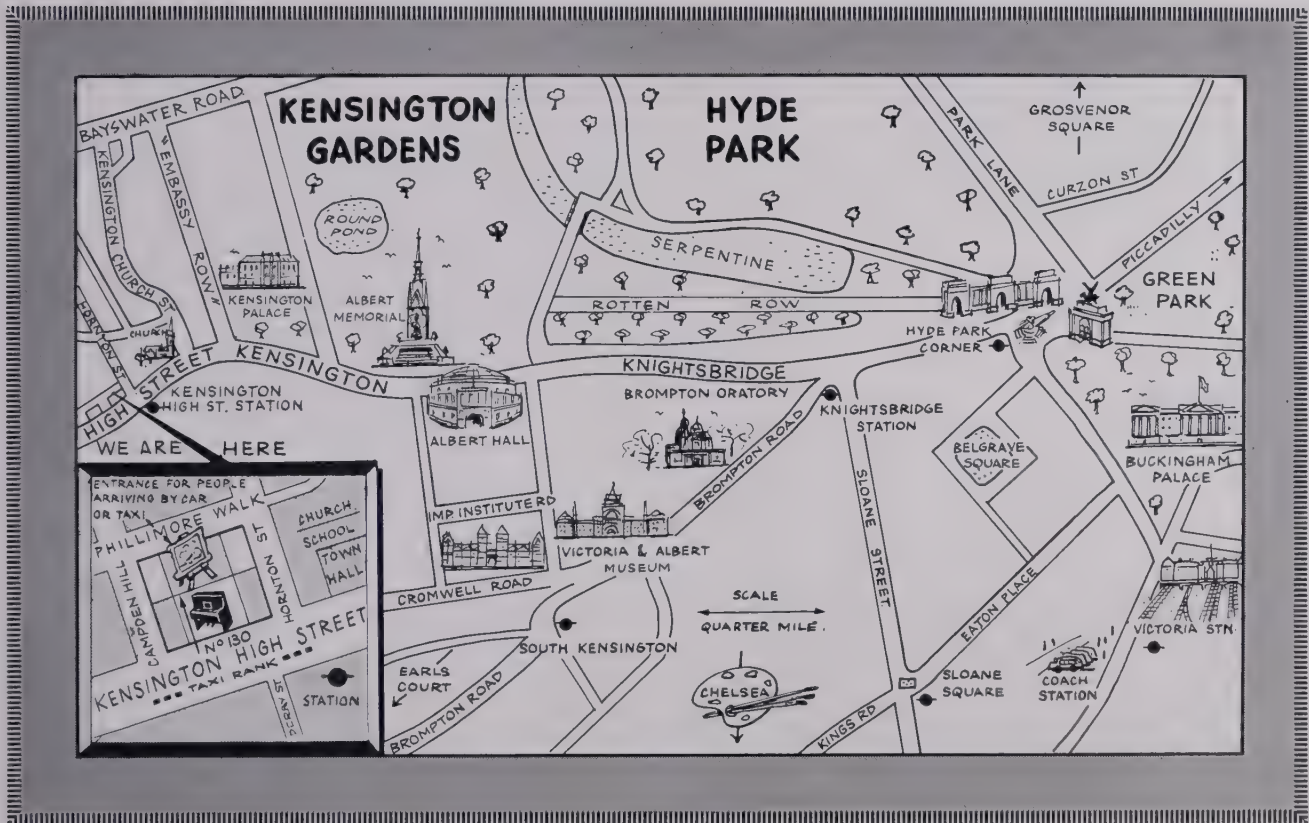 BAYSWATER ROAD
KENSINGTON
GARDENS
HYDE
PARK
PARK LANE
GROSVENOR
SQUARE
CURZON ST
PICCADILLY
GREEN
PARK
KENSINGTON CHURCH ST
"EMBASSY ROW"
ROUND
POND
KENSINGTON
PALACE
ALBERT
MEMORIAL
SERPENTINE
ROTTEN ROW
HYDE PARK
CORNER
CHURCH
HORNTON ST
HIGH STREET
KENSINGTON
KNIGHTSBRIDGE
KENSINGTON
HIGH ST. STATION
WE ARE HERE
ALBERT HALL
BROMPTON ORATORY
BROMPTON ROAD
KNIGHTSBRIDGE
STATION
BELGRAVE
SQUARE
BUCKINGHAM
PALACE
SLOANE STREET
IMP. INSTITUTE RD
VICTORIA & ALBERT
MUSEUM
CROMWELL ROAD
SCALE
QUARTER MILE.
EATON PLACE
VICTORIA STN.
SOUTH KENSINGTON
EARLS
COURT
BROMPTON ROAD
CHELSEA
KINGS RD
SLOANE
SQUARE
COACH
STATION
ENTRANCE FOR PEOPLE
ARRIVING BY CAR
OR TAXI
PHILLIMORE WALK
CAMPDEN HILL
HORNTON ST
CHURCH
SCHOOL
TOWN
HALL
No 130
KENSINGTON HIGH STREET
TAXI RANK
STATION